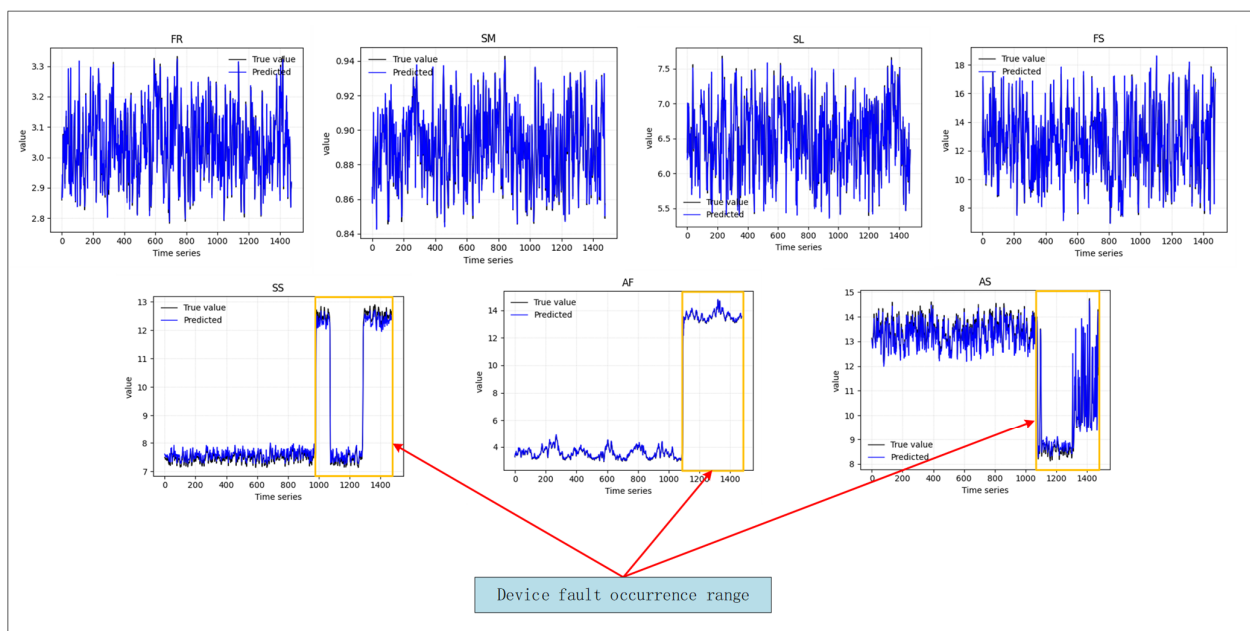 FR
True value
Predicted
value
3.3
3.2
3.1
3.0
2.9
2.8
0 200 400 600 800 1000 1200 1400
Time series
SM
True value
Predicted
value
0.94
0.92
0.90
0.88
0.86
0.84
0 200 400 600 800 1000 1200 1400
Time series
SL
value
7.5
7.0
6.5
6.0
5.5
True value
Predicted
0 200 400 600 800 1000 1200 1400
Time series
FS
True value
Predicted
value
18
16
14
12
10
8
0 200 400 600 800 1000 1200 1400
Time series
SS
True value
Predicted
value
13
12
11
10
9
8
7
0 200 400 600 800 1000 1200 1400
Time series
AF
True value
Predicted
value
14
12
10
8
6
4
0 200 400 600 800 1000 1200 1400
Time series
AS
value
15
14
13
12
11
10
9
8
True value
Predicted
0 200 400 600 800 1000 1200 1400
Time series
Device fault occurrence range